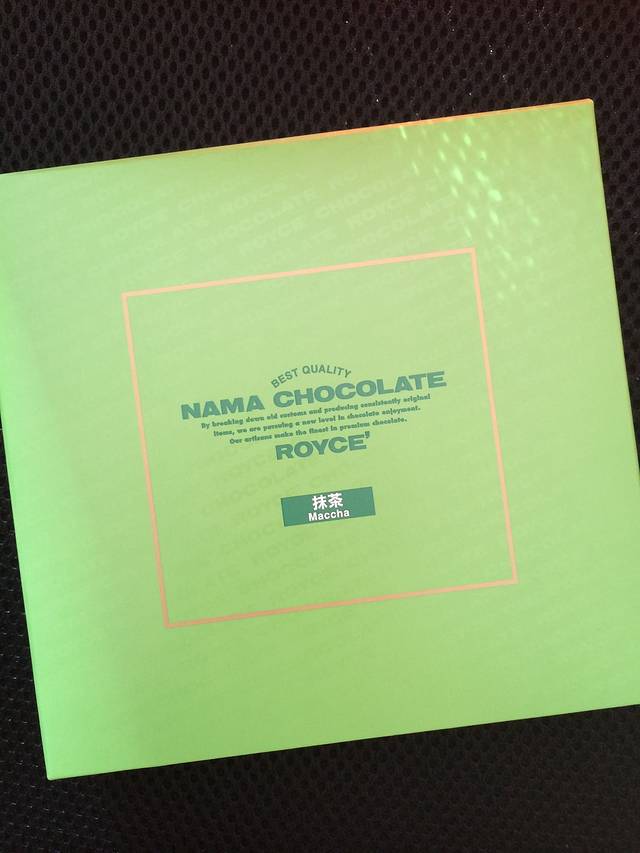 BEST QUALITY
NAMA CHOCOLATE
By breaking down old customs and producing consistently original
items, we are pursuing a new level in chocolate enjoyment.
Our artisans make the finest in premium chocolate.
ROYCE'
抹茶
Maccha